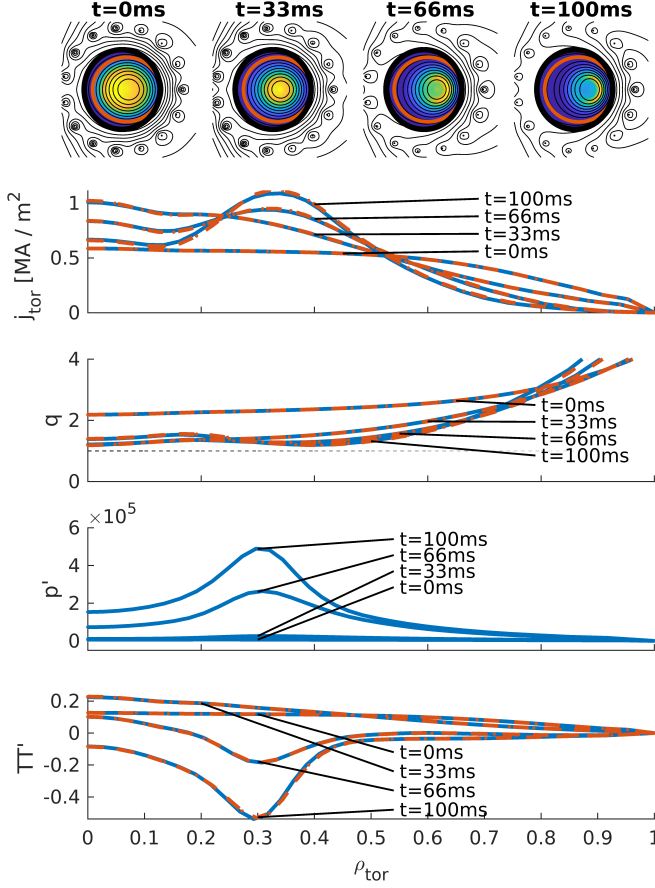 t=0ms t=33ms t=66ms t=100ms
1
0.5
0
j_tor [MA / m²]
t=100ms
t=66ms
t=33ms
t=0ms
4
2
0
q
t=0ms
t=33ms
t=66ms
t=100ms
×10⁵
6
4
2
0
p'
t=100ms
t=66ms
t=33ms
t=0ms
0.2
0
-0.2
-0.4
TT'
t=0ms
t=33ms
t=66ms
t=100ms
0 0.1 0.2 0.3 0.4 0.5 0.6 0.7 0.8 0.9 1
ρ_tor